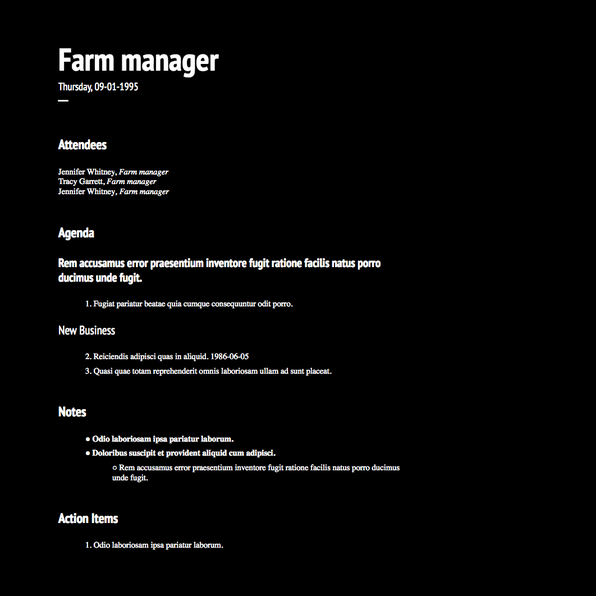 Farm manager
Thursday, 09-01-1995
—
Attendees
Jennifer Whitney, Farm manager
Tracy Garrett, Farm manager
Jennifer Whitney, Farm manager
Agenda
Rem accusamus error praesentium inventore fugit ratione facilis natus porro
ducimus unde fugit.
1. Fugiat pariatur beatae quia cumque consequuntur odit porro.
New Business
2. Reiciendis adipisci quas in aliquid. 1986-06-05
3. Quasi quae totam reprehenderit omnis laboriosam ullam ad sunt placeat.
Notes
● Odio laboriosam ipsa pariatur laborum.
● Doloribus suscipit et provident aliquid cum adipisci.
○ Rem accusamus error praesentium inventore fugit ratione facilis natus porro ducimus
unde fugit.
Action Items
1. Odio laboriosam ipsa pariatur laborum.